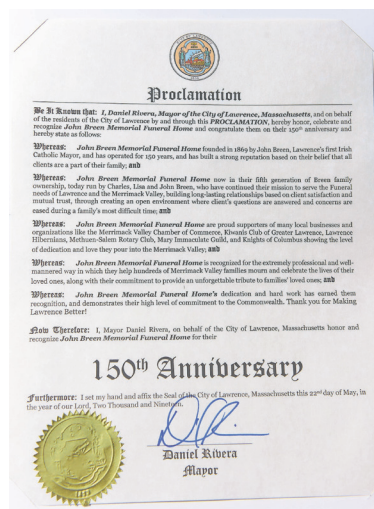 Proclamation
Be It Known that: I, Daniel Rivera, Mayor of the City of Lawrence, Massachusetts, and on behalf
of the residents of the City of Lawrence by and through this PROCLAMATION, hereby honor, celebrate and
recognize John Breen Memorial Funeral Home and congratulate them on their 150th anniversary and
hereby state as follows:
Whereas: John Breen Memorial Funeral Home founded in 1869 by John Breen, Lawrence's first Irish
Catholic Mayor, and has operated for 150 years, and has built a strong reputation based on their belief that all
clients are a part of their family; and
Whereas: John Breen Memorial Funeral Home now in their fifth generation of Breen family
ownership, today run by Charles, Lisa and John Breen, who have continued their mission to serve the Funeral
needs of Lawrence and the Merrimack Valley, building long-lasting relationships based on client satisfaction and
mutual trust, through creating an open environment where client's questions are answered and concerns are
eased during a family's most difficult time; and
Whereas: John Breen Memorial Funeral Home are proud supporters of many local businesses and
organizations like the Merrimack Valley Chamber of Commerce, Kiwanis Club of Greater Lawrence, Lawrence
Hibernians, Methuen-Salem Rotary Club, Mary Immaculate Guild, and Knights of Columbus showing the level
of dedication and love they pour into the Merrimack Valley; and
Whereas: John Breen Memorial Funeral Home is recognized for the extremely professional and well-
mannered way in which they help hundreds of Merrimack Valley families mourn and celebrate the lives of their
loved ones, along with their commitment to provide an unforgettable tribute to families' loved ones; and
Whereas: John Breen Memorial Funeral Home's dedication and hard work has earned them
recognition, and demonstrates their high level of commitment to the Commonwealth. Thank you for Making
Lawrence Better!
Now Therefore: I, Mayor Daniel Rivera, on behalf of the City of Lawrence, Massachusetts honor and
recognize John Breen Memorial Funeral Home for their
150th Anniversary
Furthermore: I set my hand and affix the Seal of the City of Lawrence, Massachusetts this 22nd day of May, in
the year of our Lord, Two Thousand and Nineteen.
Daniel Rivera
Mayor